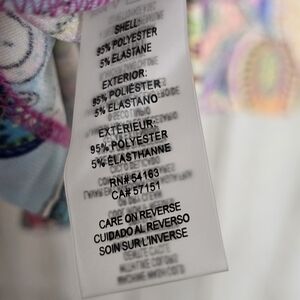 SHELL:
95% POLYESTER
5% ELASTANE
EXTERIOR:
95% POLIÉSTER
5% ELASTANO
EXTÉRIEUR:
95% POLYESTER
5% ÉLASTHANNE
RN# 54163
CA# 57151
CARE ON REVERSE
CUIDADO AL REVERSO
SOIN SUR L'INVERSE